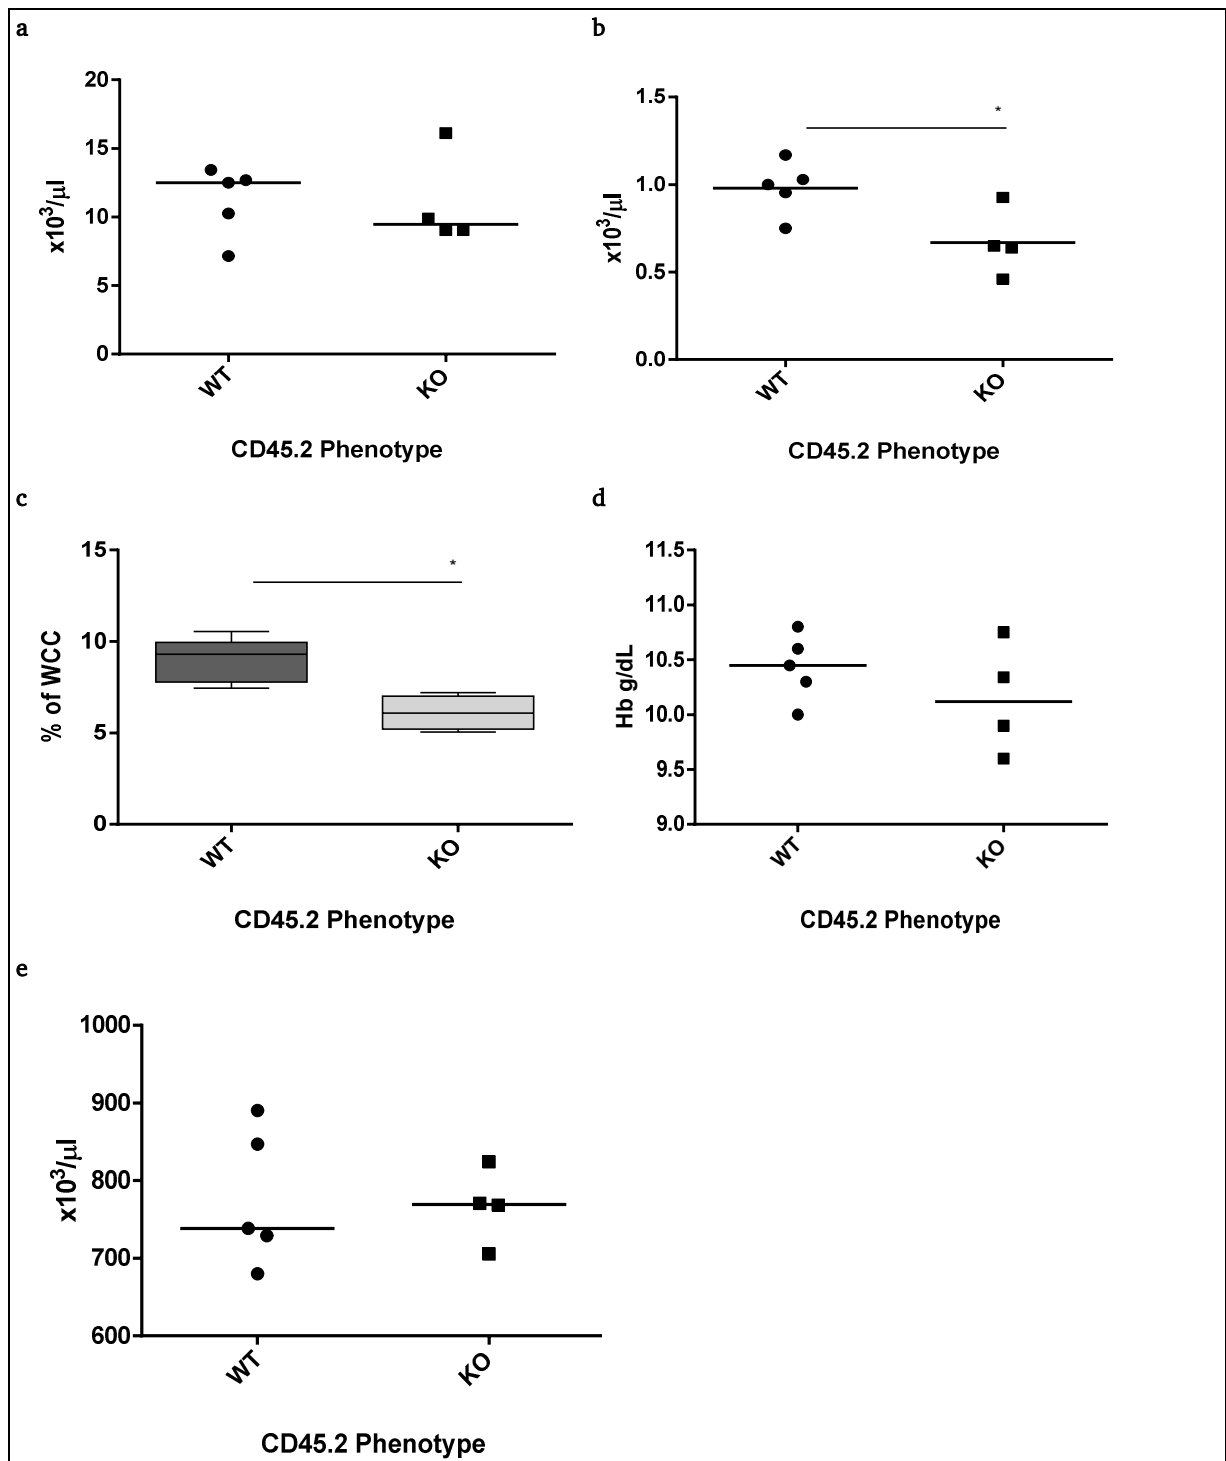 a
20
15
10
5
0
x10³/µl
WT
KO
CD45.2 Phenotype
b
1.5
1.0
0.5
0.0
x10³/µl
*
WT
KO
CD45.2 Phenotype
c
15
10
5
0
% of WCC
*
WT
KO
CD45.2 Phenotype
d
11.5
11.0
10.5
10.0
9.5
9.0
Hb g/dL
WT
KO
CD45.2 Phenotype
e
1000
900
800
700
600
x10³/µl
WT
KO
CD45.2 Phenotype